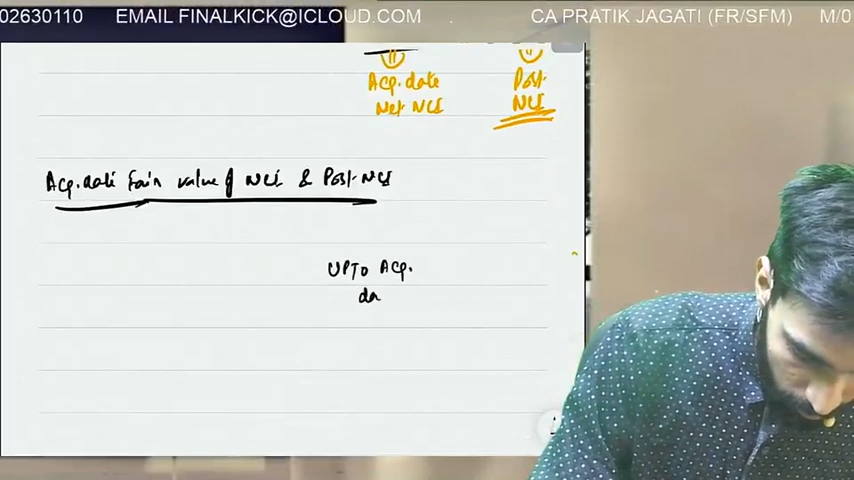 02630110 EMAIL FINALKICK@ICLOUD.COM . CA PRATIK JAGATI (FR/SFM) M/0
Acq. date Post-
Net NCI NCI
Acq. date fair value of NCI & Post-NCI
UPTO Acq.
da